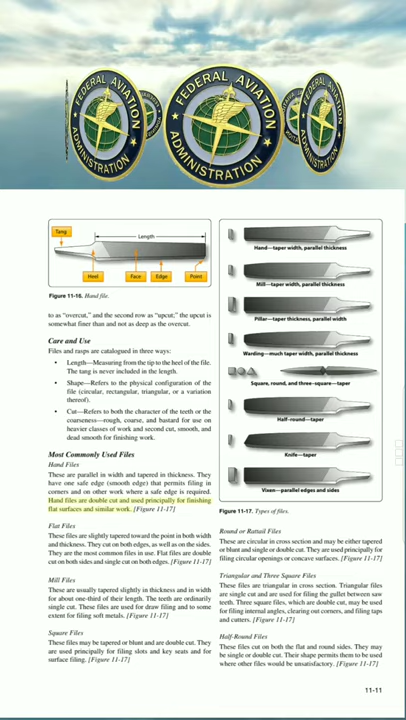 FEDERAL AVIATION
ADMINISTRATION
FEDERAL AVIATION
ADMINISTRATION
FEDERAL AVIATION
ADMINISTRATION
Tang
Length
Heel
Face
Edge
Point
Figure 11-16. Hand file.
to as “overcut,” and the second row as “upcut;” the upcut is
somewhat finer than and not as deep as the overcut.
Care and Use
Files and rasps are catalogued in three ways:
• Length—Measuring from the tip to the heel of the file.
The tang is never included in the length.
• Shape—Refers to the physical configuration of the
file (circular, rectangular, triangular, or a variation
thereof).
• Cut—Refers to both the character of the teeth or the
coarseness—rough, coarse, and bastard for use on
heavier classes of work and second cut, smooth, and
dead smooth for finishing work.
Most Commonly Used Files
Hand Files
These are parallel in width and tapered in thickness. They
have one safe edge (smooth edge) that permits filing in
corners and on other work where a safe edge is required.
Hand files are double cut and used principally for finishing
flat surfaces and similar work. [Figure 11-17]
Flat Files
These files are slightly tapered toward the point in both width
and thickness. They cut on both edges, as well as on the sides.
They are the most common files in use. Flat files are double
cut on both sides and single cut on both edges. [Figure 11-17]
Mill Files
These are usually tapered slightly in thickness and in width
for about one-third of their length. The teeth are ordinarily
single cut. These files are used for draw filing and to some
extent for filing soft metals. [Figure 11-17]
Square Files
These files may be tapered or blunt and are double cut. They
are used principally for filing slots and key seats and for
surface filing. [Figure 11-17]
Hand—taper width, parallel thickness
Mill—taper width, parallel thickness
Pillar—taper thickness, parallel width
Warding—much taper width, parallel thickness
Square, round, and three-square—taper
Half-round—taper
Knife—taper
Vixen—parallel edges and sides
Figure 11-17. Types of files.
Round or Rattail Files
These are circular in cross section and may be either tapered
or blunt and single or double cut. They are used principally for
filing circular openings or concave surfaces. [Figure 11-17]
Triangular and Three Square Files
These files are triangular in cross section. Triangular files
are single cut and are used for filing the gullet between saw
teeth. Three square files, which are double cut, may be used
for filing internal angles, clearing out corners, and filing taps
and cutters. [Figure 11-17]
Half-Round Files
These files cut on both the flat and round sides. They may
be single or double cut. Their shape permits them to be used
where other files would be unsatisfactory. [Figure 11-17]
11-11